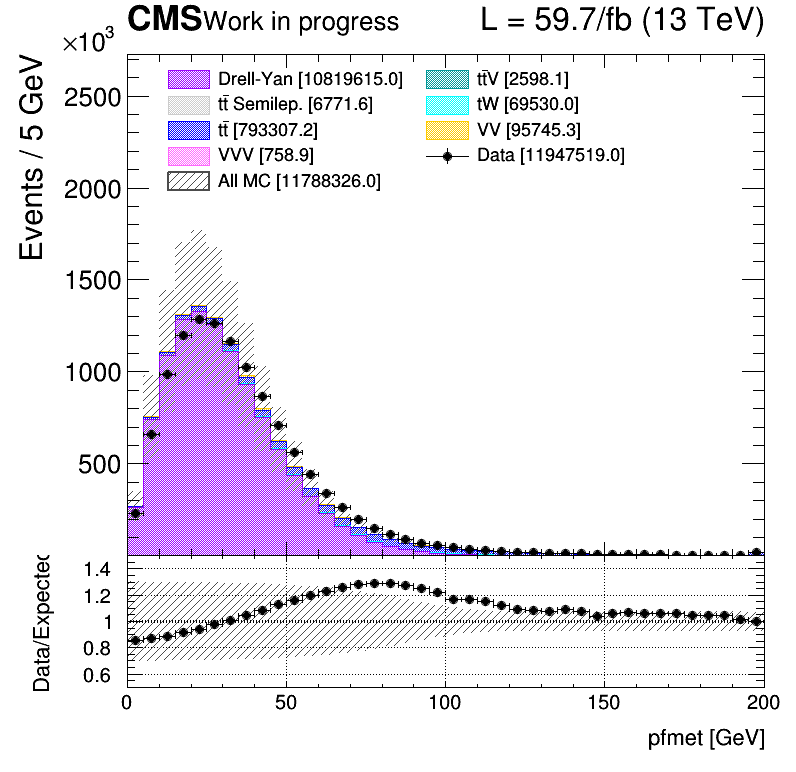 CMS Work in progress L = 59.7/fb (13 TeV)
×10³
Drell-Yan [10819615.0]
tt̄ Semilep. [6771.6]
tt̄ [793307.2]
VVV [758.9]
All MC [11788326.0]
tt̄V [2598.1]
tW [69530.0]
VV [95745.3]
Data [11947519.0]
Events / 5 GeV
2500
2000
1500
1000
500
Data/Expected
1.4
1.2
1
0.8
0.6
0 50 100 150 200
pfmet [GeV]